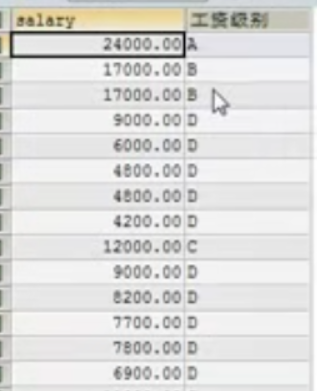 salary 工资级别
24000.00 A
17000.00 B
17000.00 B
9000.00 D
6000.00 D
4800.00 D
4800.00 D
4200.00 D
12000.00 C
9000.00 D
8200.00 D
7700.00 D
7800.00 D
6900.00 D